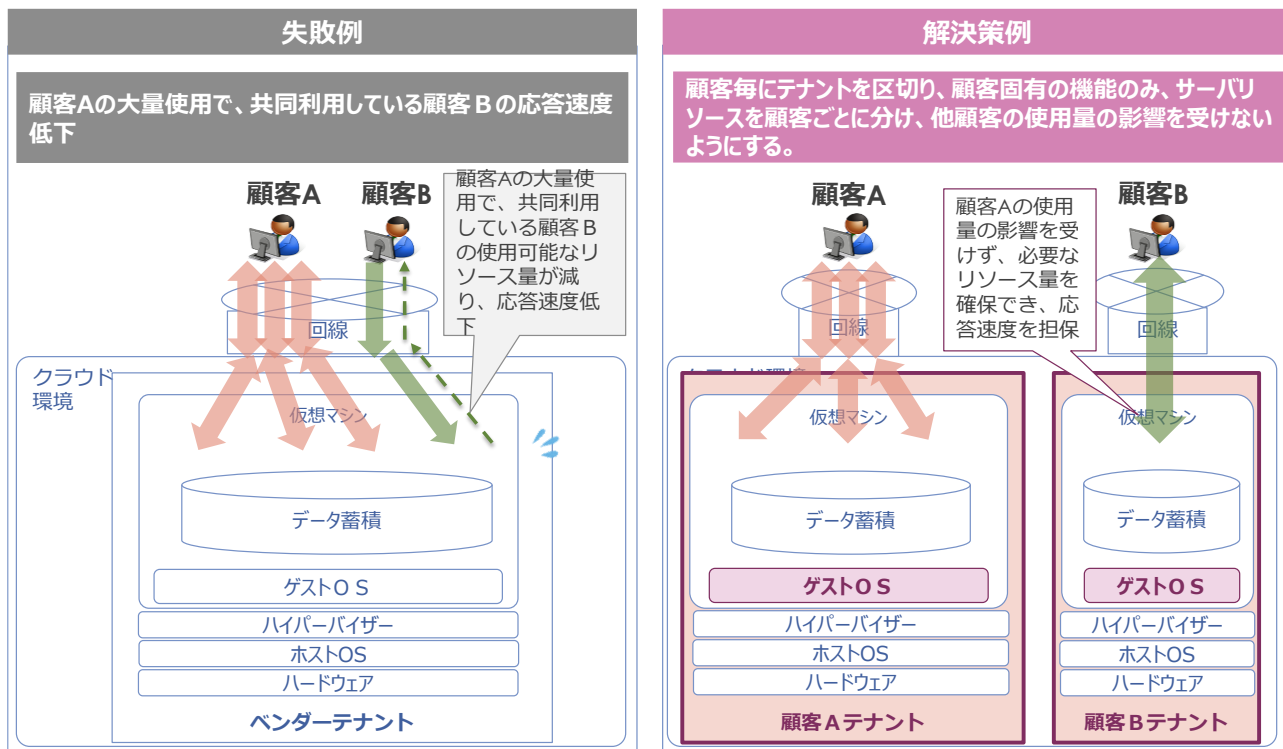 失敗例
顧客Aの大量使用で、共同利用している顧客Ｂの応答速度
低下
顧客A
顧客B
顧客Aの大量使
用で、共同利用
している顧客Ｂ
の使用可能なリ
ソース量が減
り、応答速度低
下
回線
クラウド
環境
仮想マシン
データ蓄積
ゲストＯＳ
ハイパーバイザー
ホストOS
ハードウェア
ベンダーテナント
解決策例
顧客毎にテナントを区切り、顧客固有の機能のみ、サーバリ
ソースを顧客ごとに分け、他顧客の使用量の影響を受けない
ようにする。
顧客A
顧客B
顧客Aの使用
量の影響を受
けず、必要な
リソース量を
確保でき、応
答速度を担保
回線
回線
仮想マシン
データ蓄積
ゲストＯＳ
ハイパーバイザー
ホストOS
ハードウェア
顧客Ａテナント
仮想マシン
データ蓄積
ゲストＯＳ
ハイパーバイザー
ホストOS
ハードウェア
顧客Ｂテナント